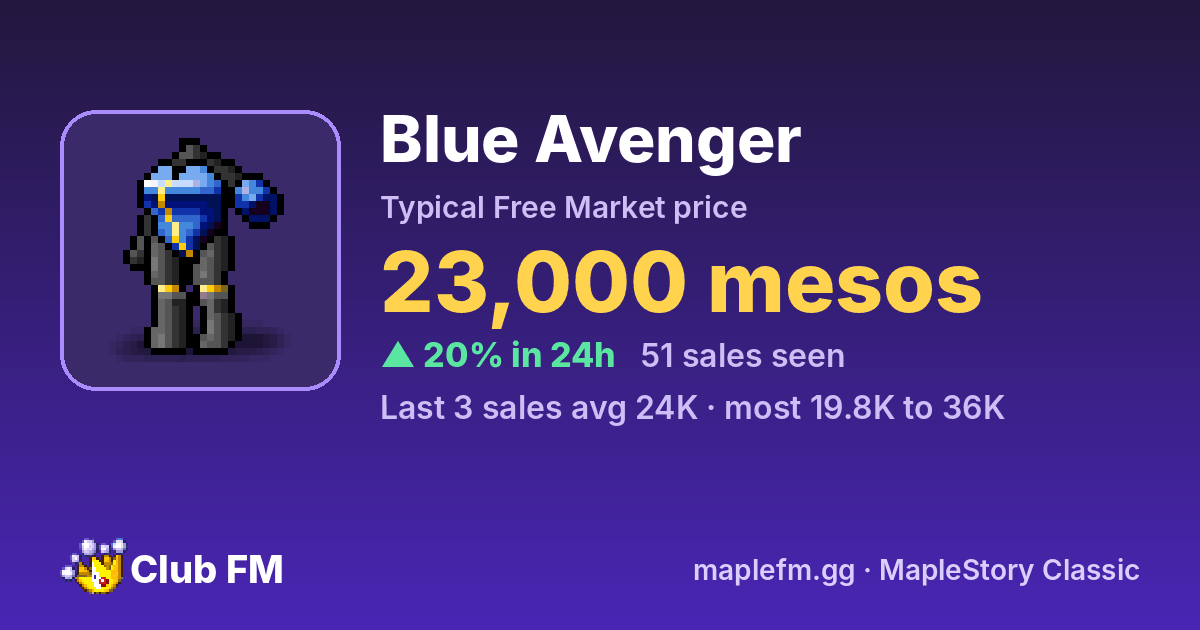 Blue Avenger
Typical Free Market price
23,000 mesos
▲ 20% in 24h 51 sales seen
Last 3 sales avg 24K · most 19.8K to 36K
Club FM
maplefm.gg · MapleStory Classic